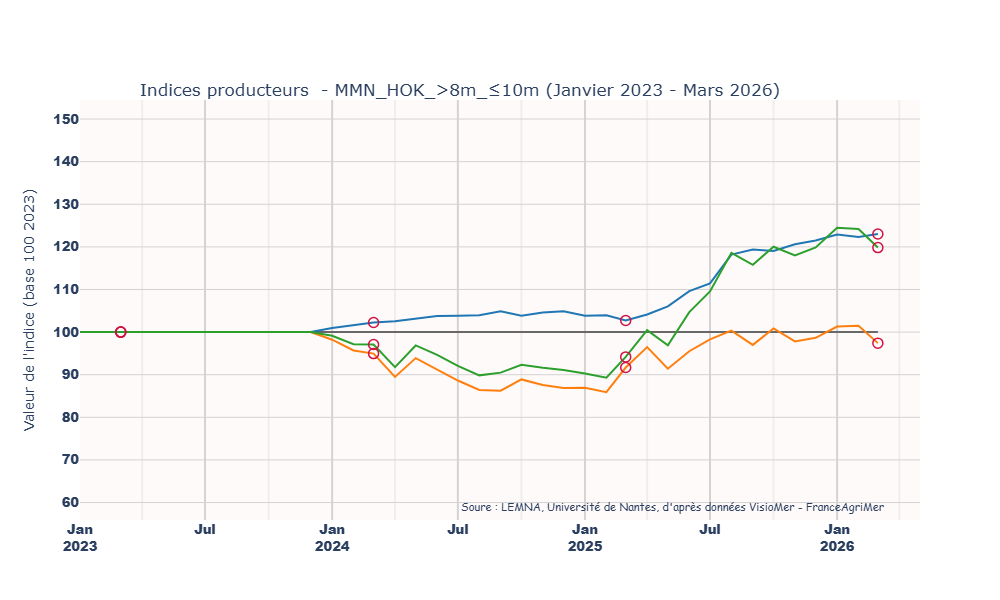 Indices producteurs - MMN_HOK_>8m_≤10m (Janvier 2023 - Mars 2026)
Valeur de l'indice (base 100 2023)
150
140
130
120
110
100
90
80
70
60
Soure : LEMNA, Université de Nantes, d'après données VisioMer - FranceAgriMer
Jan
2023
Jul
Jan
2024
Jul
Jan
2025
Jul
Jan
2026